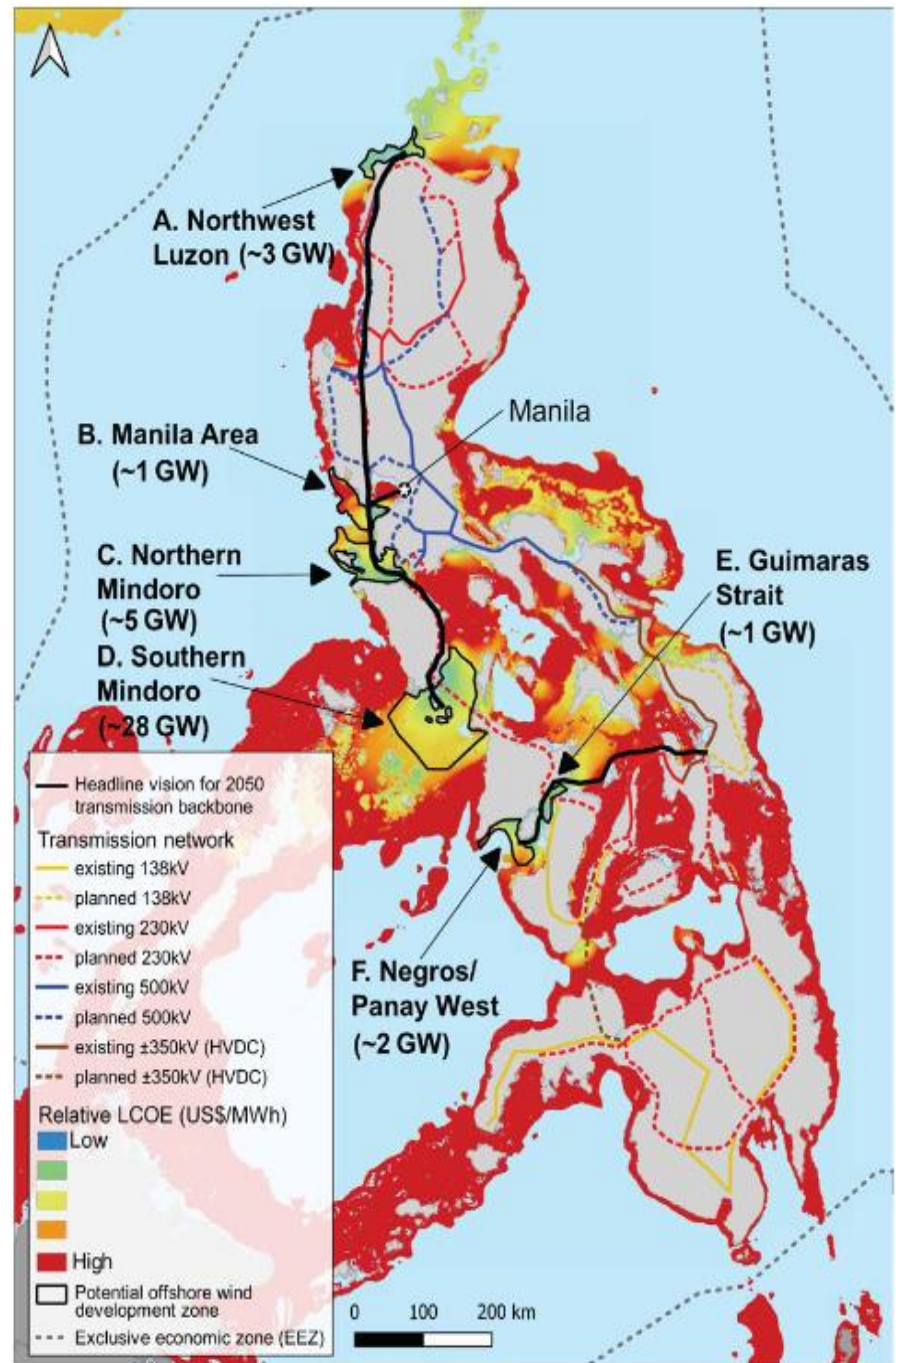 A. Northwest
Luzon (~3 GW)
Manila
B. Manila Area
(~1 GW)
C. Northern
Mindoro
(~5 GW)
D. Southern
Mindoro
(~28 GW)
E. Guimaras
Strait
(~1 GW)
F. Negros/
Panay West
(~2 GW)
Headline vision for 2050
transmission backbone
Transmission network
existing 138kV
planned 138kV
existing 230kV
planned 230kV
existing 500kV
planned 500kV
existing ±350kV (HVDC)
planned ±350kV (HVDC)
Relative LCOE (US$/MWh)
Low
High
Potential offshore wind
development zone
Exclusive economic zone (EEZ)
0 100 200 km